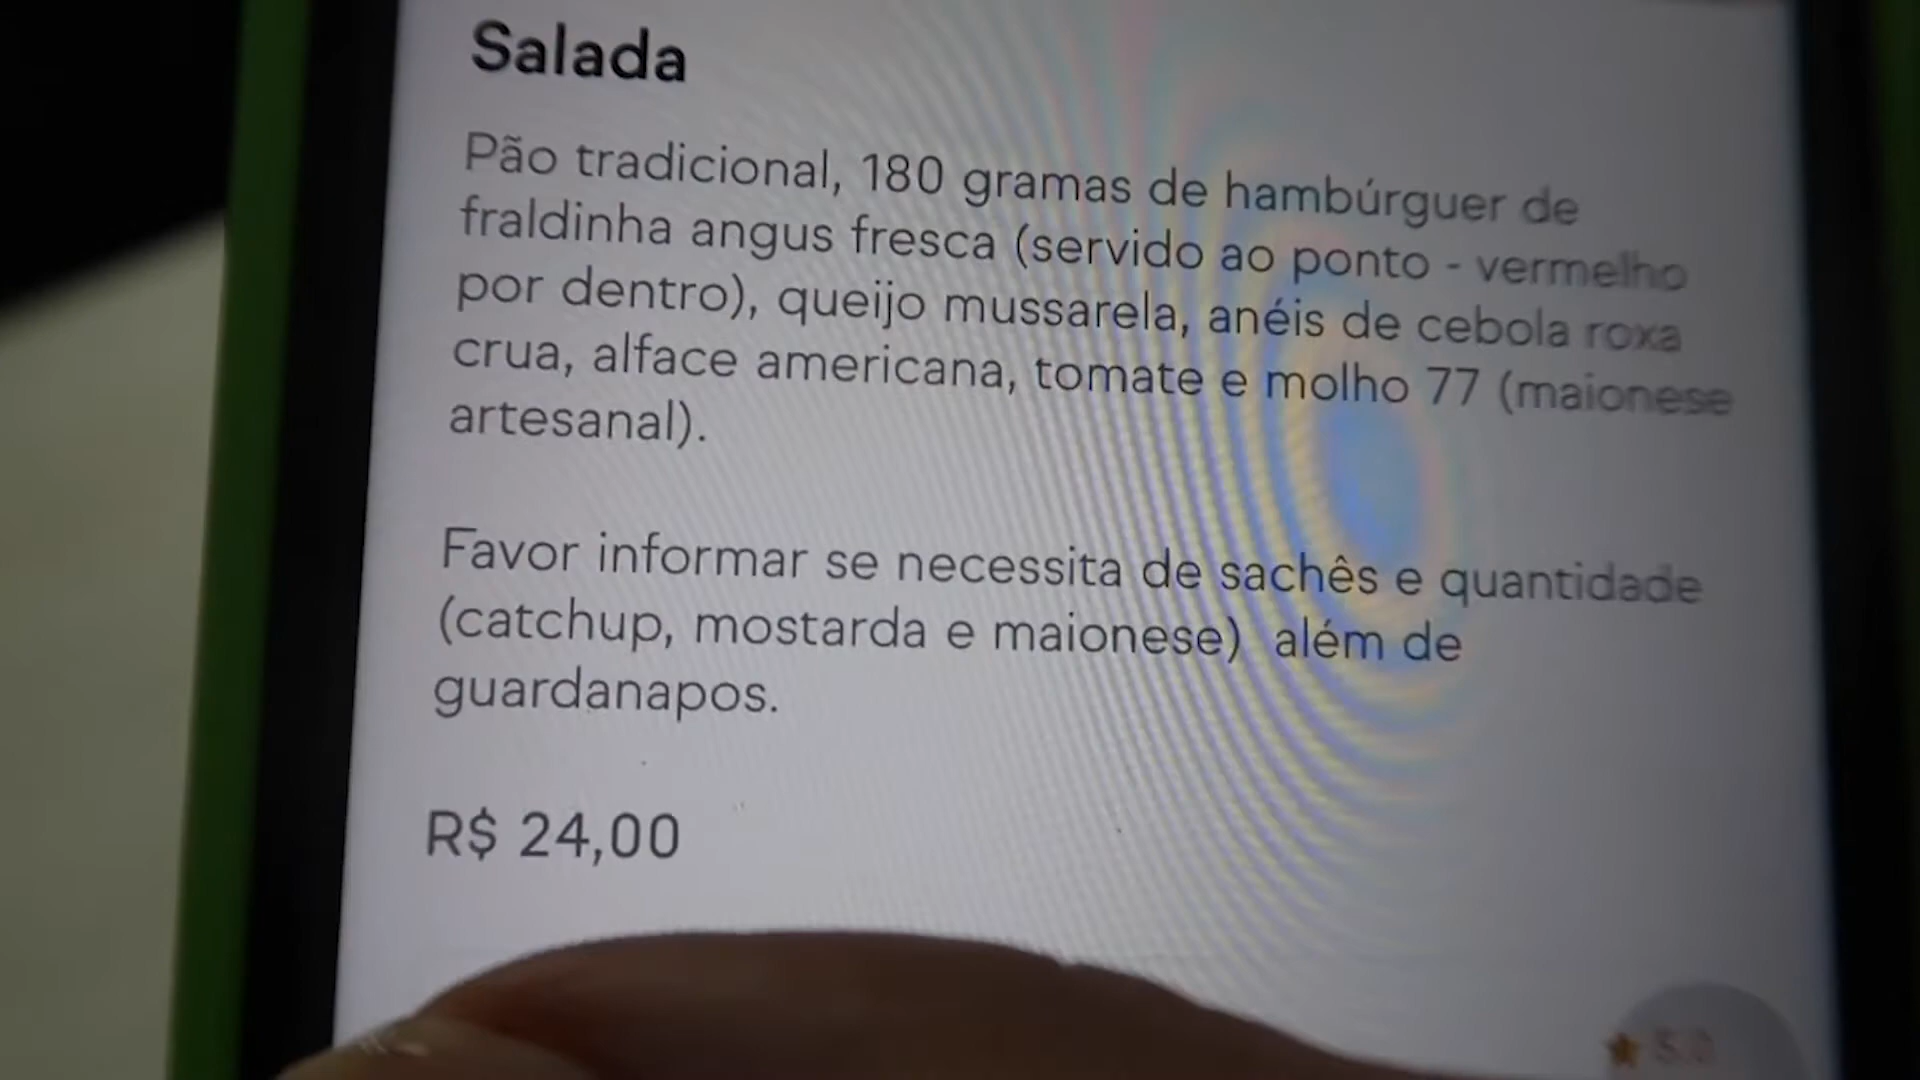 Salada
Pão tradicional, 180 gramas de hambúrguer de
fraldinha angus fresca (servido ao ponto - vermelho
por dentro), queijo mussarela, anéis de cebola roxa
crua, alface americana, tomate e molho 77 (maionese
artesanal).
Favor informar se necessita de sachês e quantidade
(catchup, mostarda e maionese) além de
guardanapos.
R$ 24,00
5,0